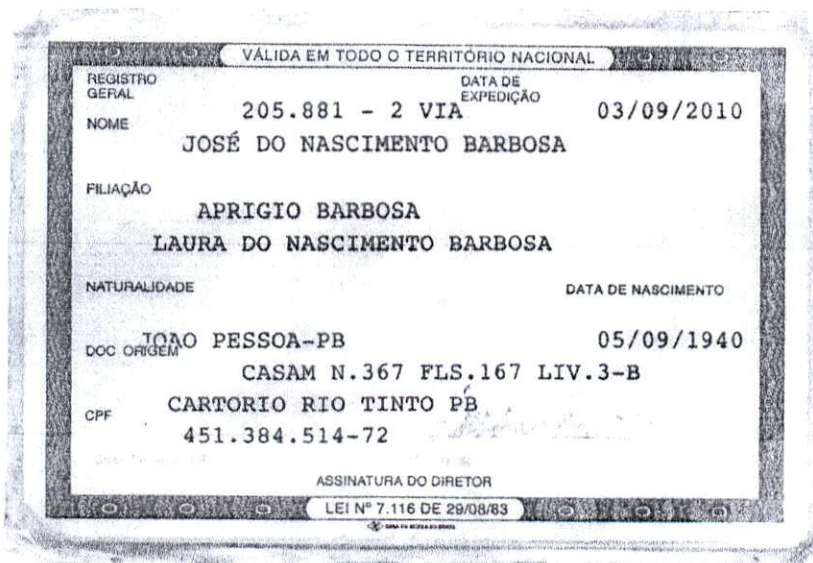 VÁLIDA EM TODO O TERRITÓRIO NACIONAL
REGISTRO GERAL 205.881 - 2 VIA DATA DE EXPEDIÇÃO 03/09/2010
NOME
JOSÉ DO NASCIMENTO BARBOSA
FILIAÇÃO
APRIGIO BARBOSA
LAURA DO NASCIMENTO BARBOSA
NATURALIDADE DATA DE NASCIMENTO
JOAO PESSOA-PB 05/09/1940
DOC ORIGEM
CASAM N.367 FLS.167 LIV.3-B
CARTORIO RIO TINTO PB
CPF
451.384.514-72
ASSINATURA DO DIRETOR
LEI Nº 7.116 DE 29/08/83